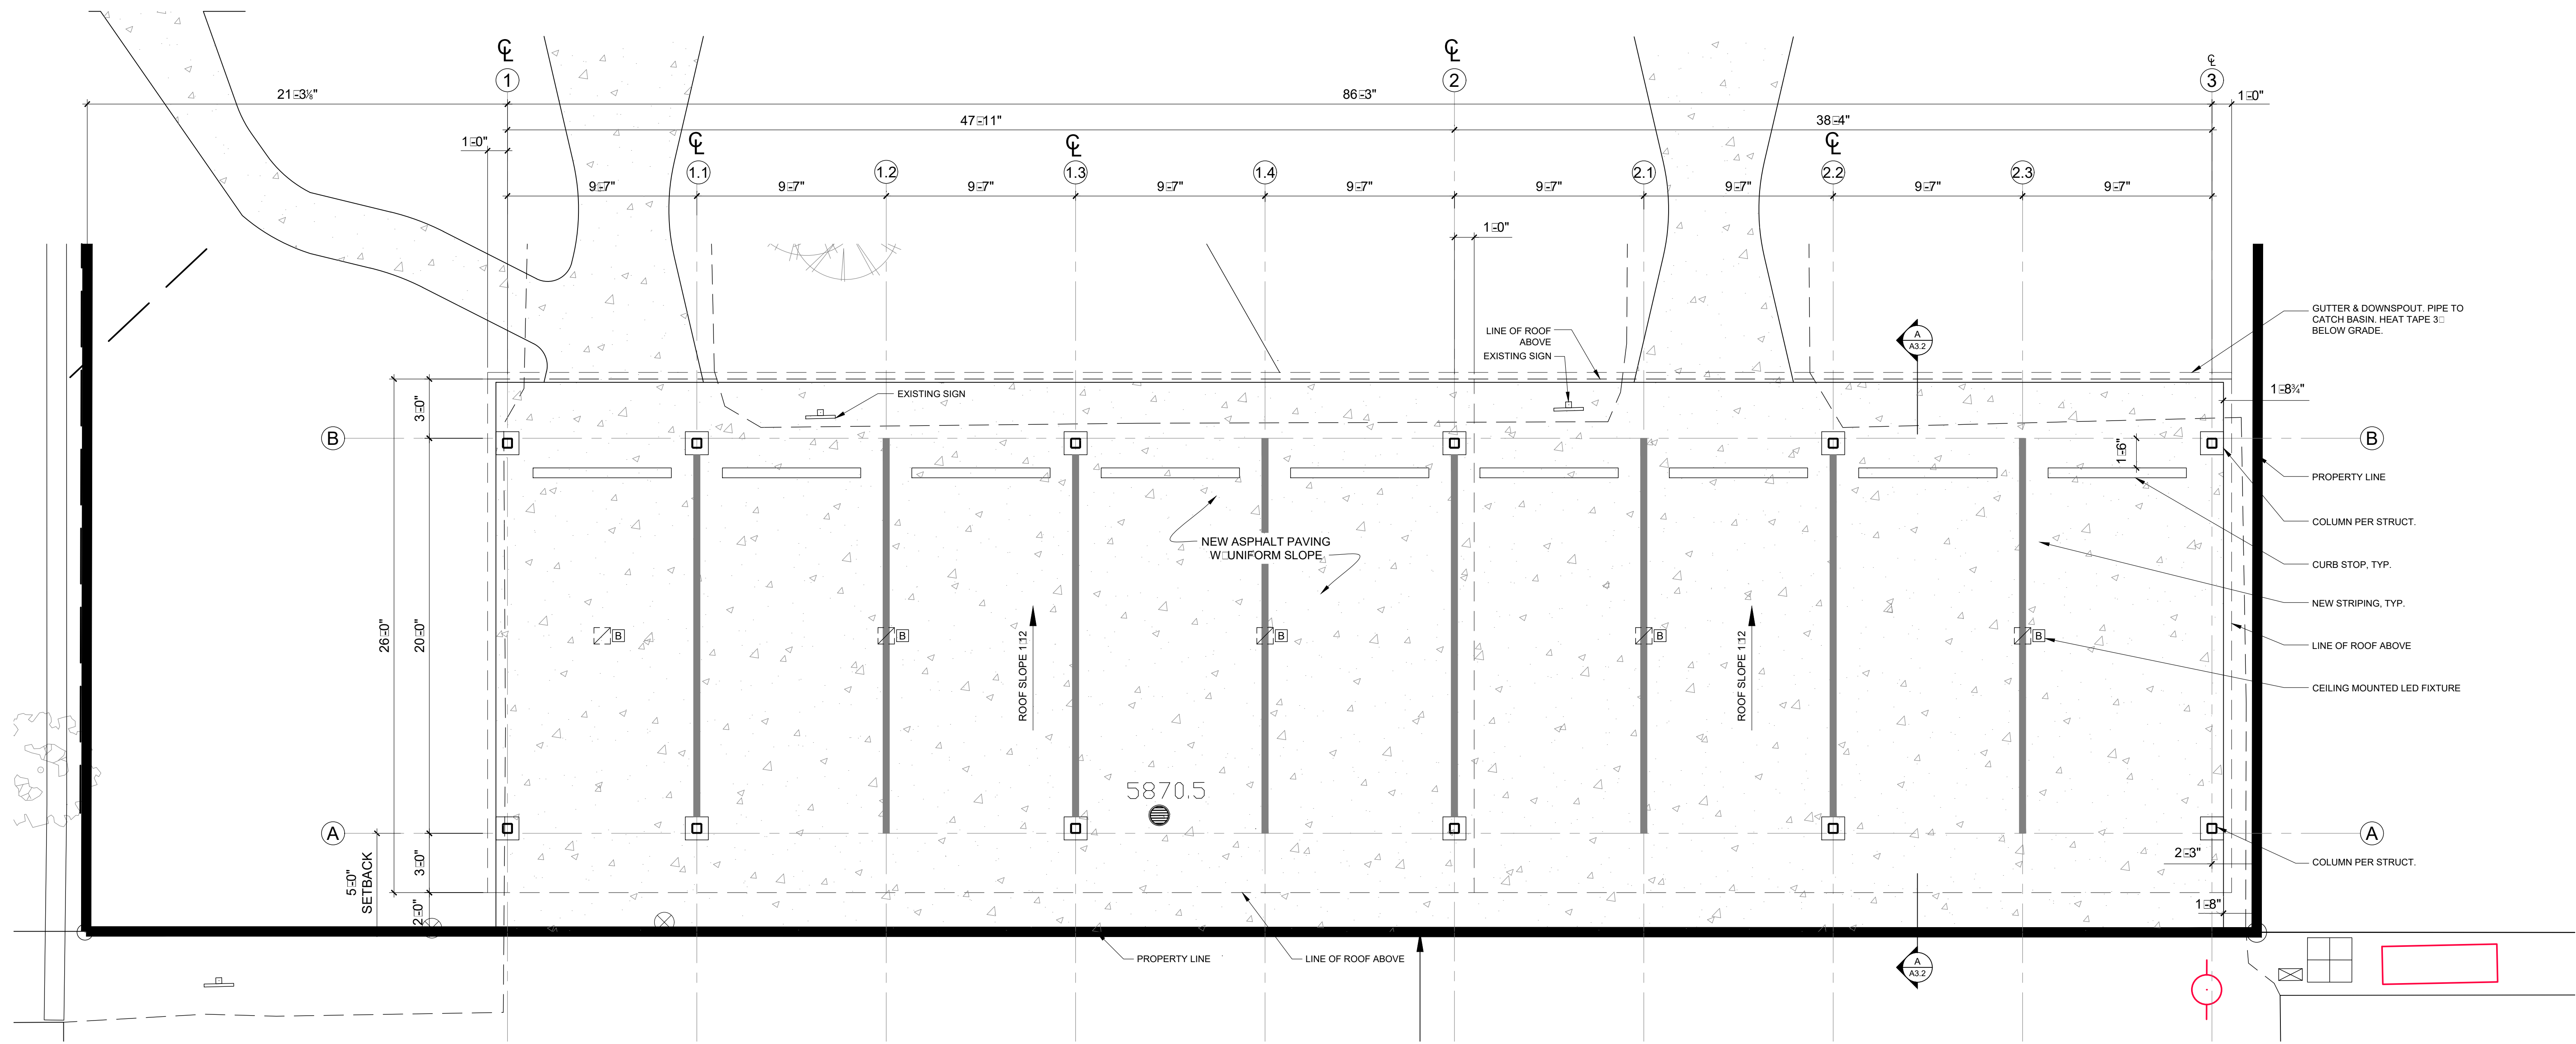 ℄ ℄ ℄
1 2 3
21□-3⅛" 86□-3" 1□-0"
47□-11" 38□-4"
1□-0" ℄ ℄ ℄
1.1 1.2 1.3 1.4 2.1 2.2 2.3
9□-7" 9□-7" 9□-7" 9□-7" 9□-7" 9□-7" 9□-7" 9□-7" 9□-7"
1□-0"
GUTTER & DOWNSPOUT. PIPE TO
CATCH BASIN. HEAT TAPE 3□
BELOW GRADE.
LINE OF ROOF
ABOVE
EXISTING SIGN
A
A3.2
EXISTING SIGN
1□-8¾"
3□-0"
B B
1□-6"
PROPERTY LINE
COLUMN PER STRUCT.
NEW ASPHALT PAVING
W□UNIFORM SLOPE
CURB STOP, TYP.
NEW STRIPING, TYP.
26□-0" 20□-0"
B B B B B
LINE OF ROOF ABOVE
ROOF SLOPE 1□12 ROOF SLOPE 1□12
CEILING MOUNTED LED FIXTURE
5870.5
A A
2□-3"
COLUMN PER STRUCT.
5□-0"
SETBACK
3□-0"
2□-0"
1□-8"
PROPERTY LINE LINE OF ROOF ABOVE
A
A3.2